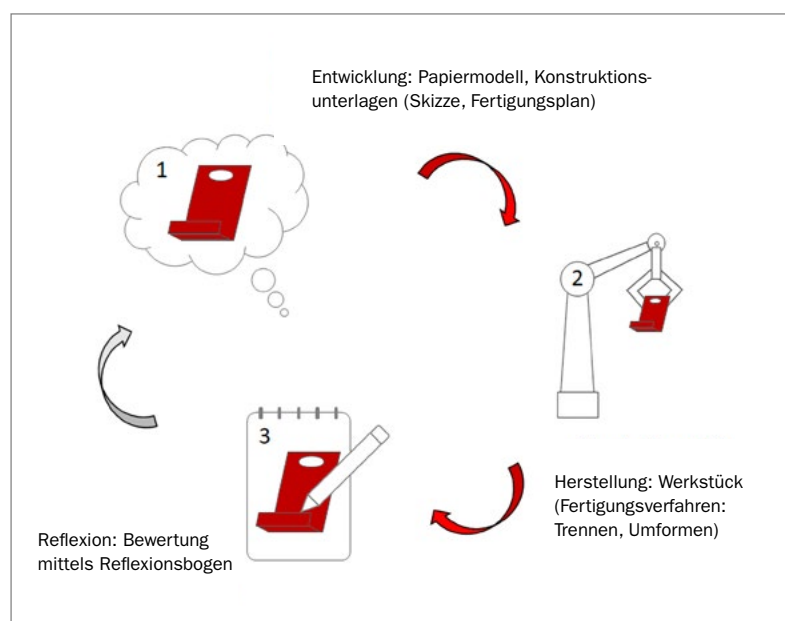 Entwicklung: Papiermodell, Konstruktions-
unterlagen (Skizze, Fertigungsplan)
1
2
3
Herstellung: Werkstück
(Fertigungsverfahren:
Trennen, Umformen)
Reflexion: Bewertung
mittels Reflexionsbogen